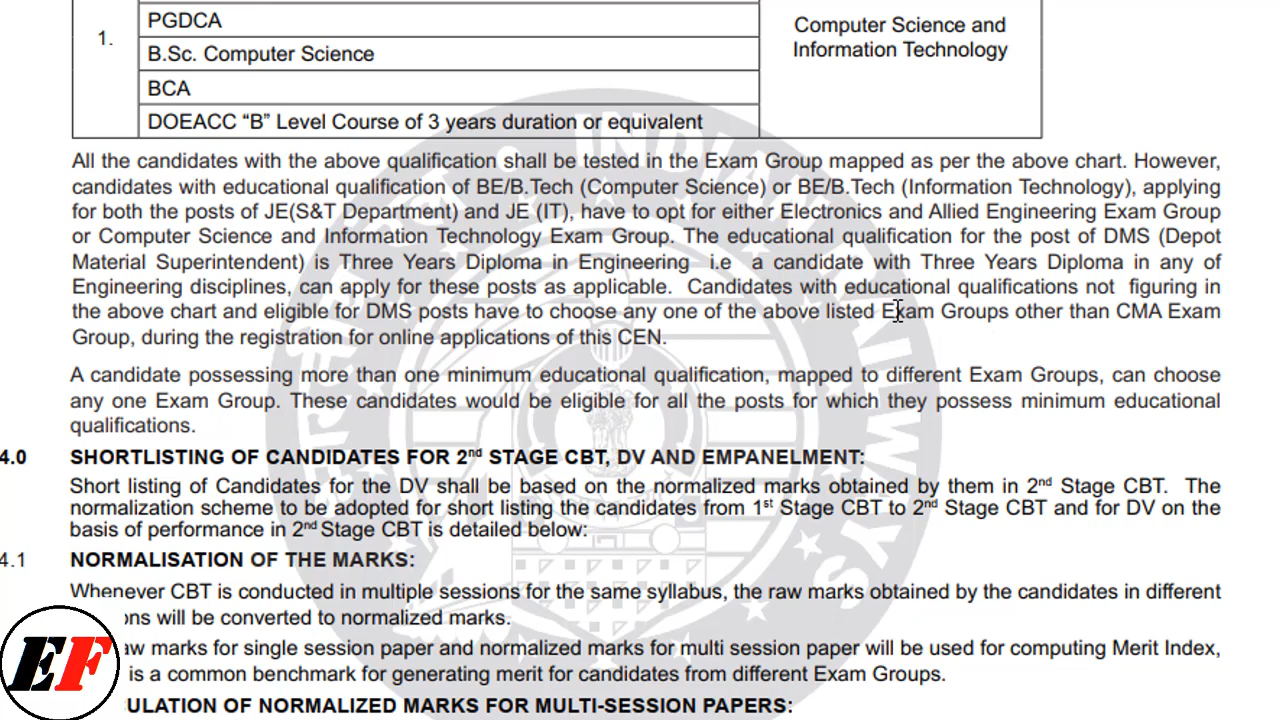 PGDCA
1.
B.Sc. Computer Science
BCA
DOEACC “B” Level Course of 3 years duration or equivalent
Computer Science and
Information Technology
All the candidates with the above qualification shall be tested in the Exam Group mapped as per the above chart. However,
candidates with educational qualification of BE/B.Tech (Computer Science) or BE/B.Tech (Information Technology), applying
for both the posts of JE(S&T Department) and JE (IT), have to opt for either Electronics and Allied Engineering Exam Group
or Computer Science and Information Technology Exam Group. The educational qualification for the post of DMS (Depot
Material Superintendent) is Three Years Diploma in Engineering i.e a candidate with Three Years Diploma in any of
Engineering disciplines, can apply for these posts as applicable. Candidates with educational qualifications not figuring in
the above chart and eligible for DMS posts have to choose any one of the above listed Exam Groups other than CMA Exam
Group, during the registration for online applications of this CEN.
A candidate possessing more than one minimum educational qualification, mapped to different Exam Groups, can choose
any one Exam Group. These candidates would be eligible for all the posts for which they possess minimum educational
qualifications.
4.0 SHORTLISTING OF CANDIDATES FOR 2nd STAGE CBT, DV AND EMPANELMENT:
Short listing of Candidates for the DV shall be based on the normalized marks obtained by them in 2nd Stage CBT. The
normalization scheme to be adopted for short listing the candidates from 1st Stage CBT to 2nd Stage CBT and for DV on the
basis of performance in 2nd Stage CBT is detailed below:
4.1 NORMALISATION OF THE MARKS:
Whenever CBT is conducted in multiple sessions for the same syllabus, the raw marks obtained by the candidates in different
ons will be converted to normalized marks.
aw marks for single session paper and normalized marks for multi session paper will be used for computing Merit Index,
is a common benchmark for generating merit for candidates from different Exam Groups.
ULATION OF NORMALIZED MARKS FOR MULTI-SESSION PAPERS:
EF
INDIAN RAILWAYS